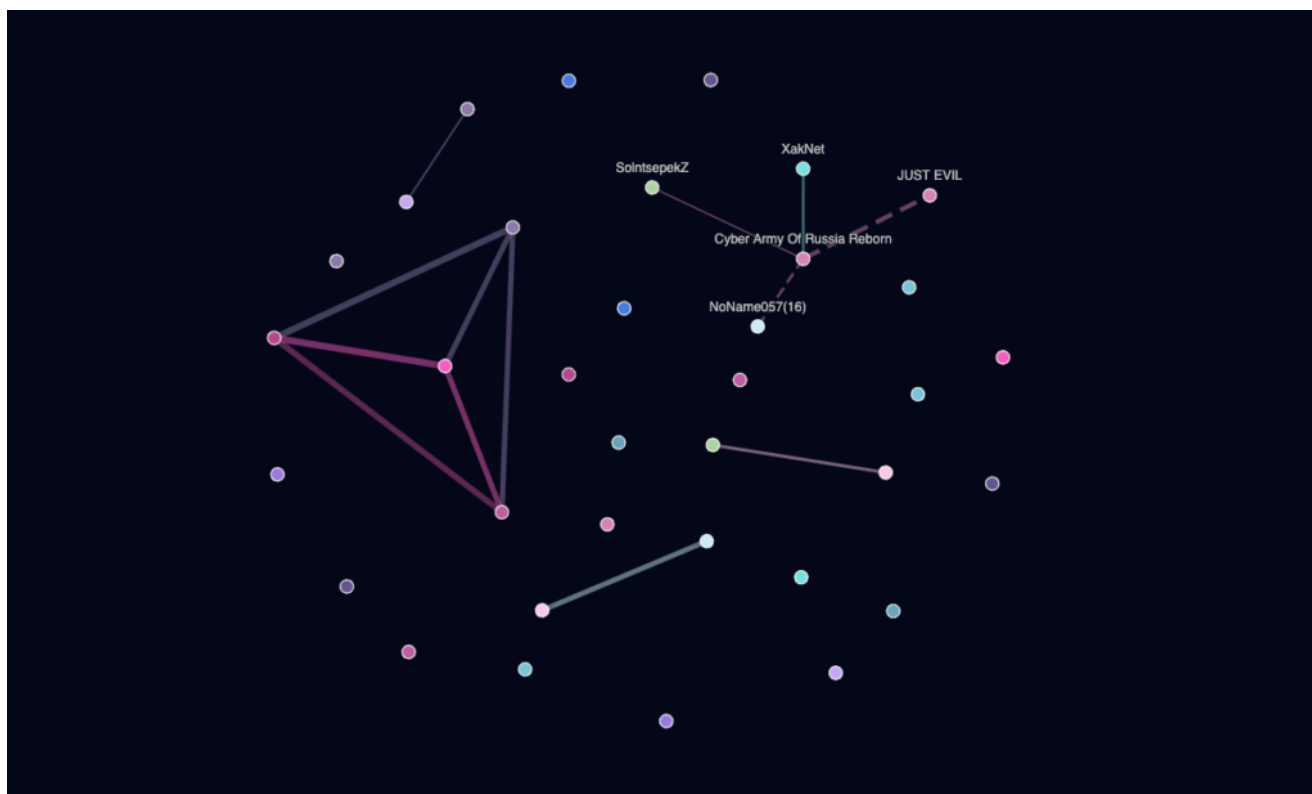 XakNet
SolntsepekZ
JUST EVIL
Cyber Army Of Russia Reborn
NoName057(16)